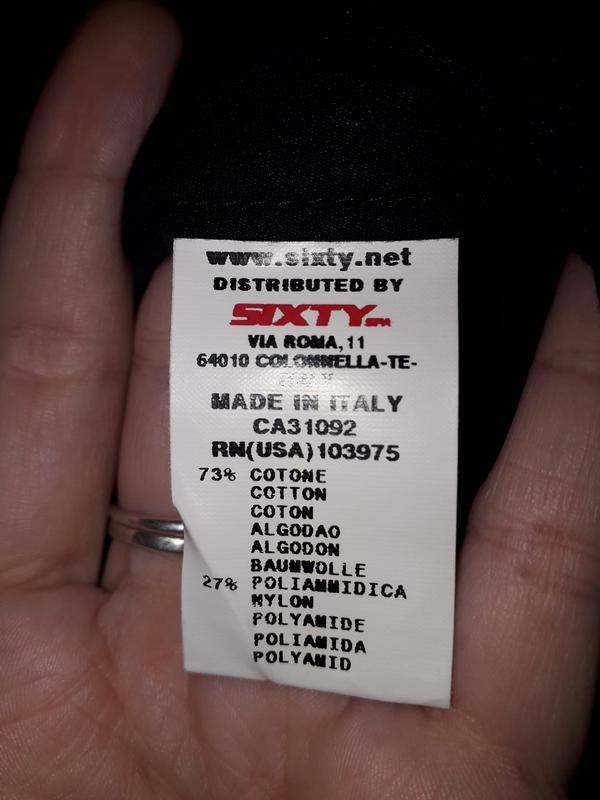 www.sixty.net
DISTRIBUTED BY
SIXTY SPA
VIA ROMA, 11
64010 COLONNELLA-TE-
MADE IN ITALY
CA31092
RN(USA)103975
73% COTONE
COTTON
COTON
ALGODAO
ALGODON
BAUMWOLLE
27% POLIAMMIDICA
NYLON
POLYAMIDE
POLIAMIDA
POLYAMID